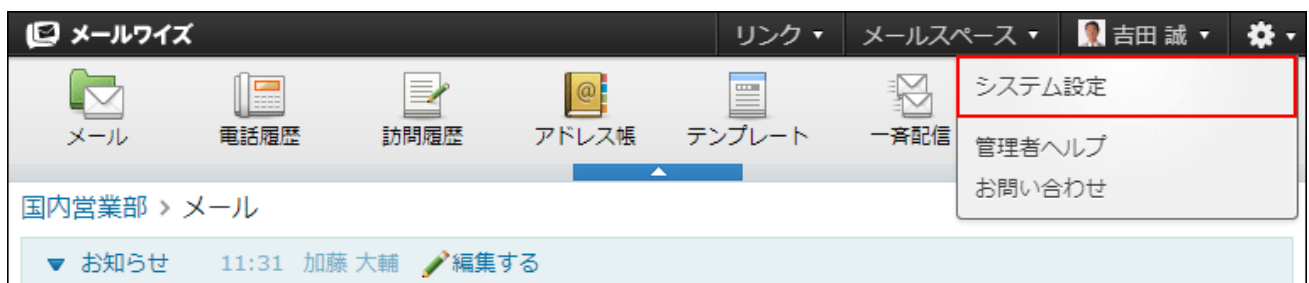 メールワイズ リンク ▼ メールスペース ▼ 吉田 誠 ▼
システム設定
メール 電話履歴 訪問履歴 アドレス帳 テンプレート 一斉配信
管理者ヘルプ
お問い合わせ
国内営業部 > メール
▼ お知らせ 11:31 加藤 大輔 編集する